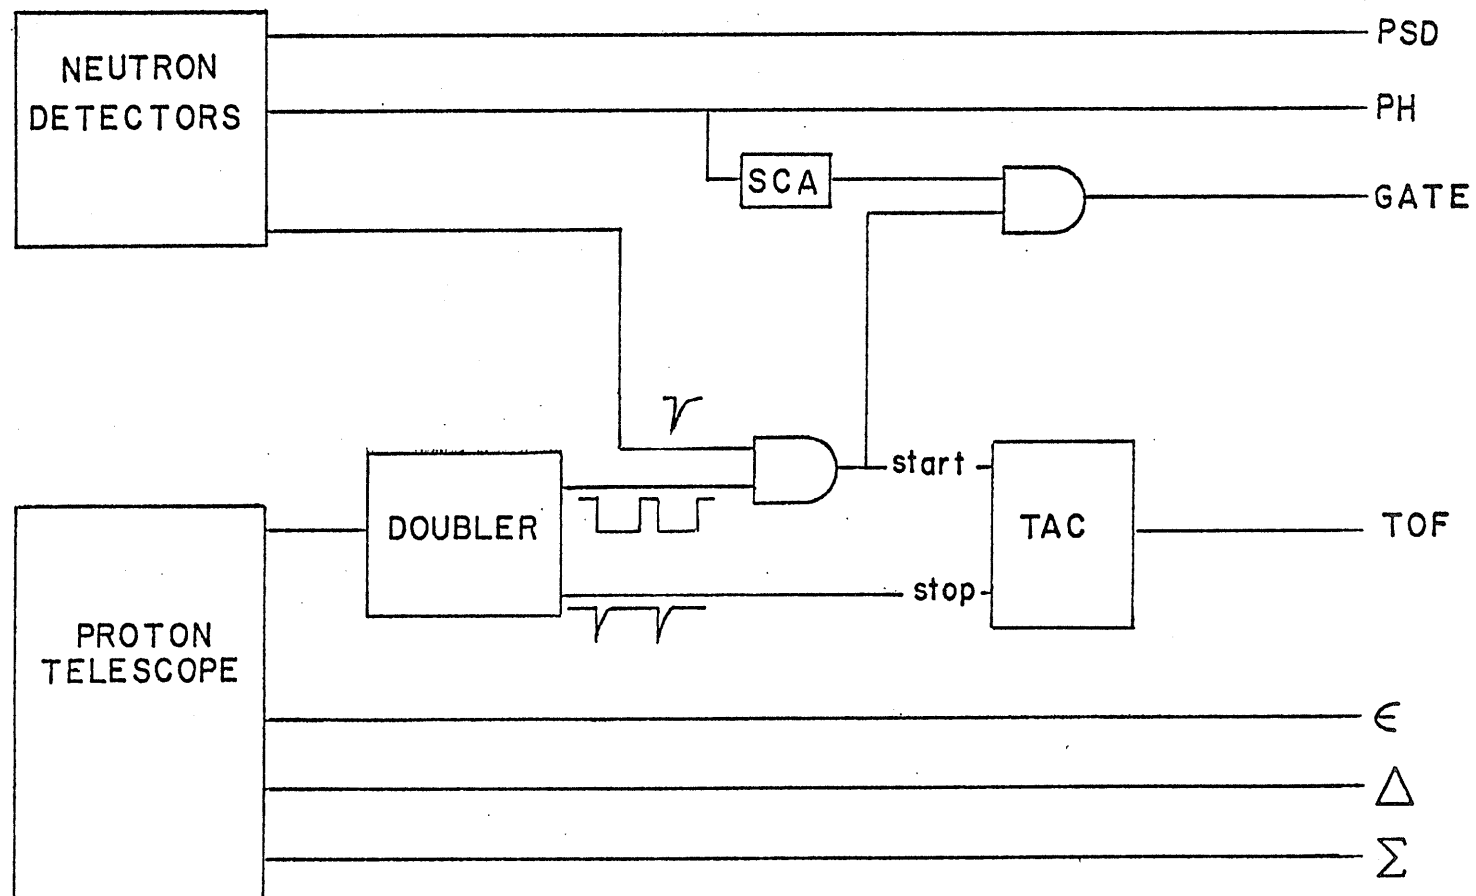 PSD
NEUTRON
DETECTORS
PH
SCA
GATE
start
DOUBLER
TAC
TOF
stop
PROTON
TELESCOPE
ϵ
Δ
Σ